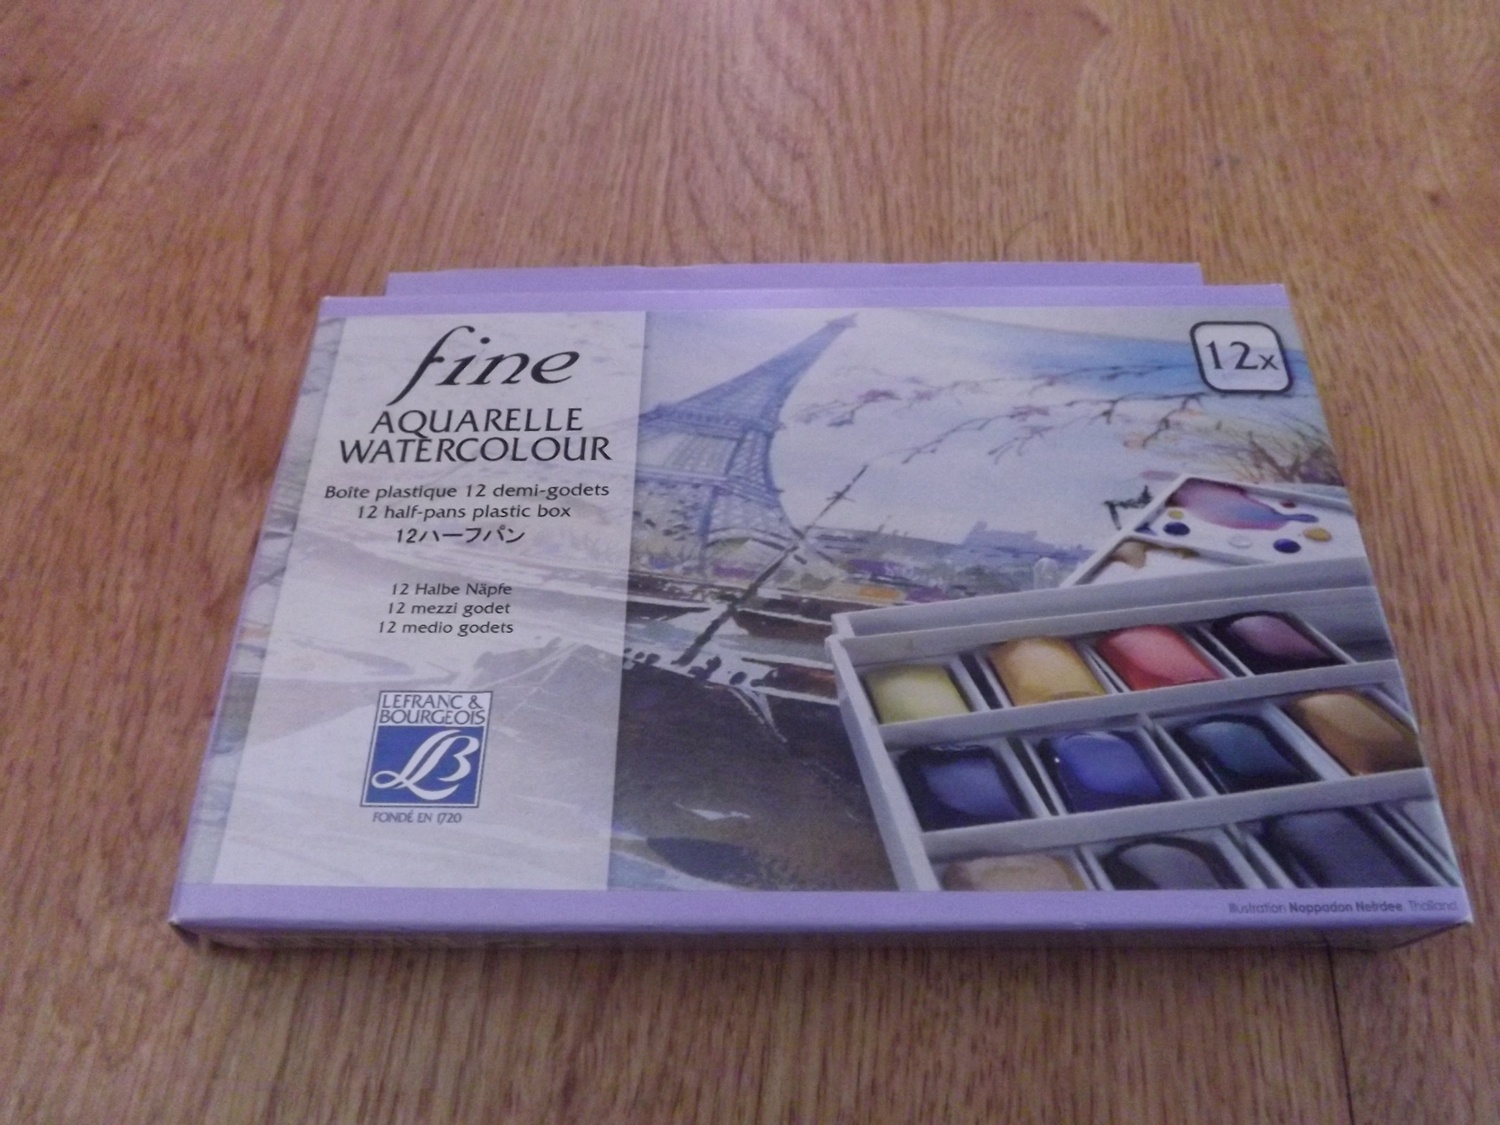 fine
AQUARELLE
WATERCOLOUR
Boîte plastique 12 demi-godets
12 half-pans plastic box
12ハーフパン
12 Halbe Näpfe
12 mezzi godet
12 medio godets
LEFRANC &
BOURGEOIS
LB
FONDÉ EN 1720
12x
Illustration Noppadon Netrdee, Thailand